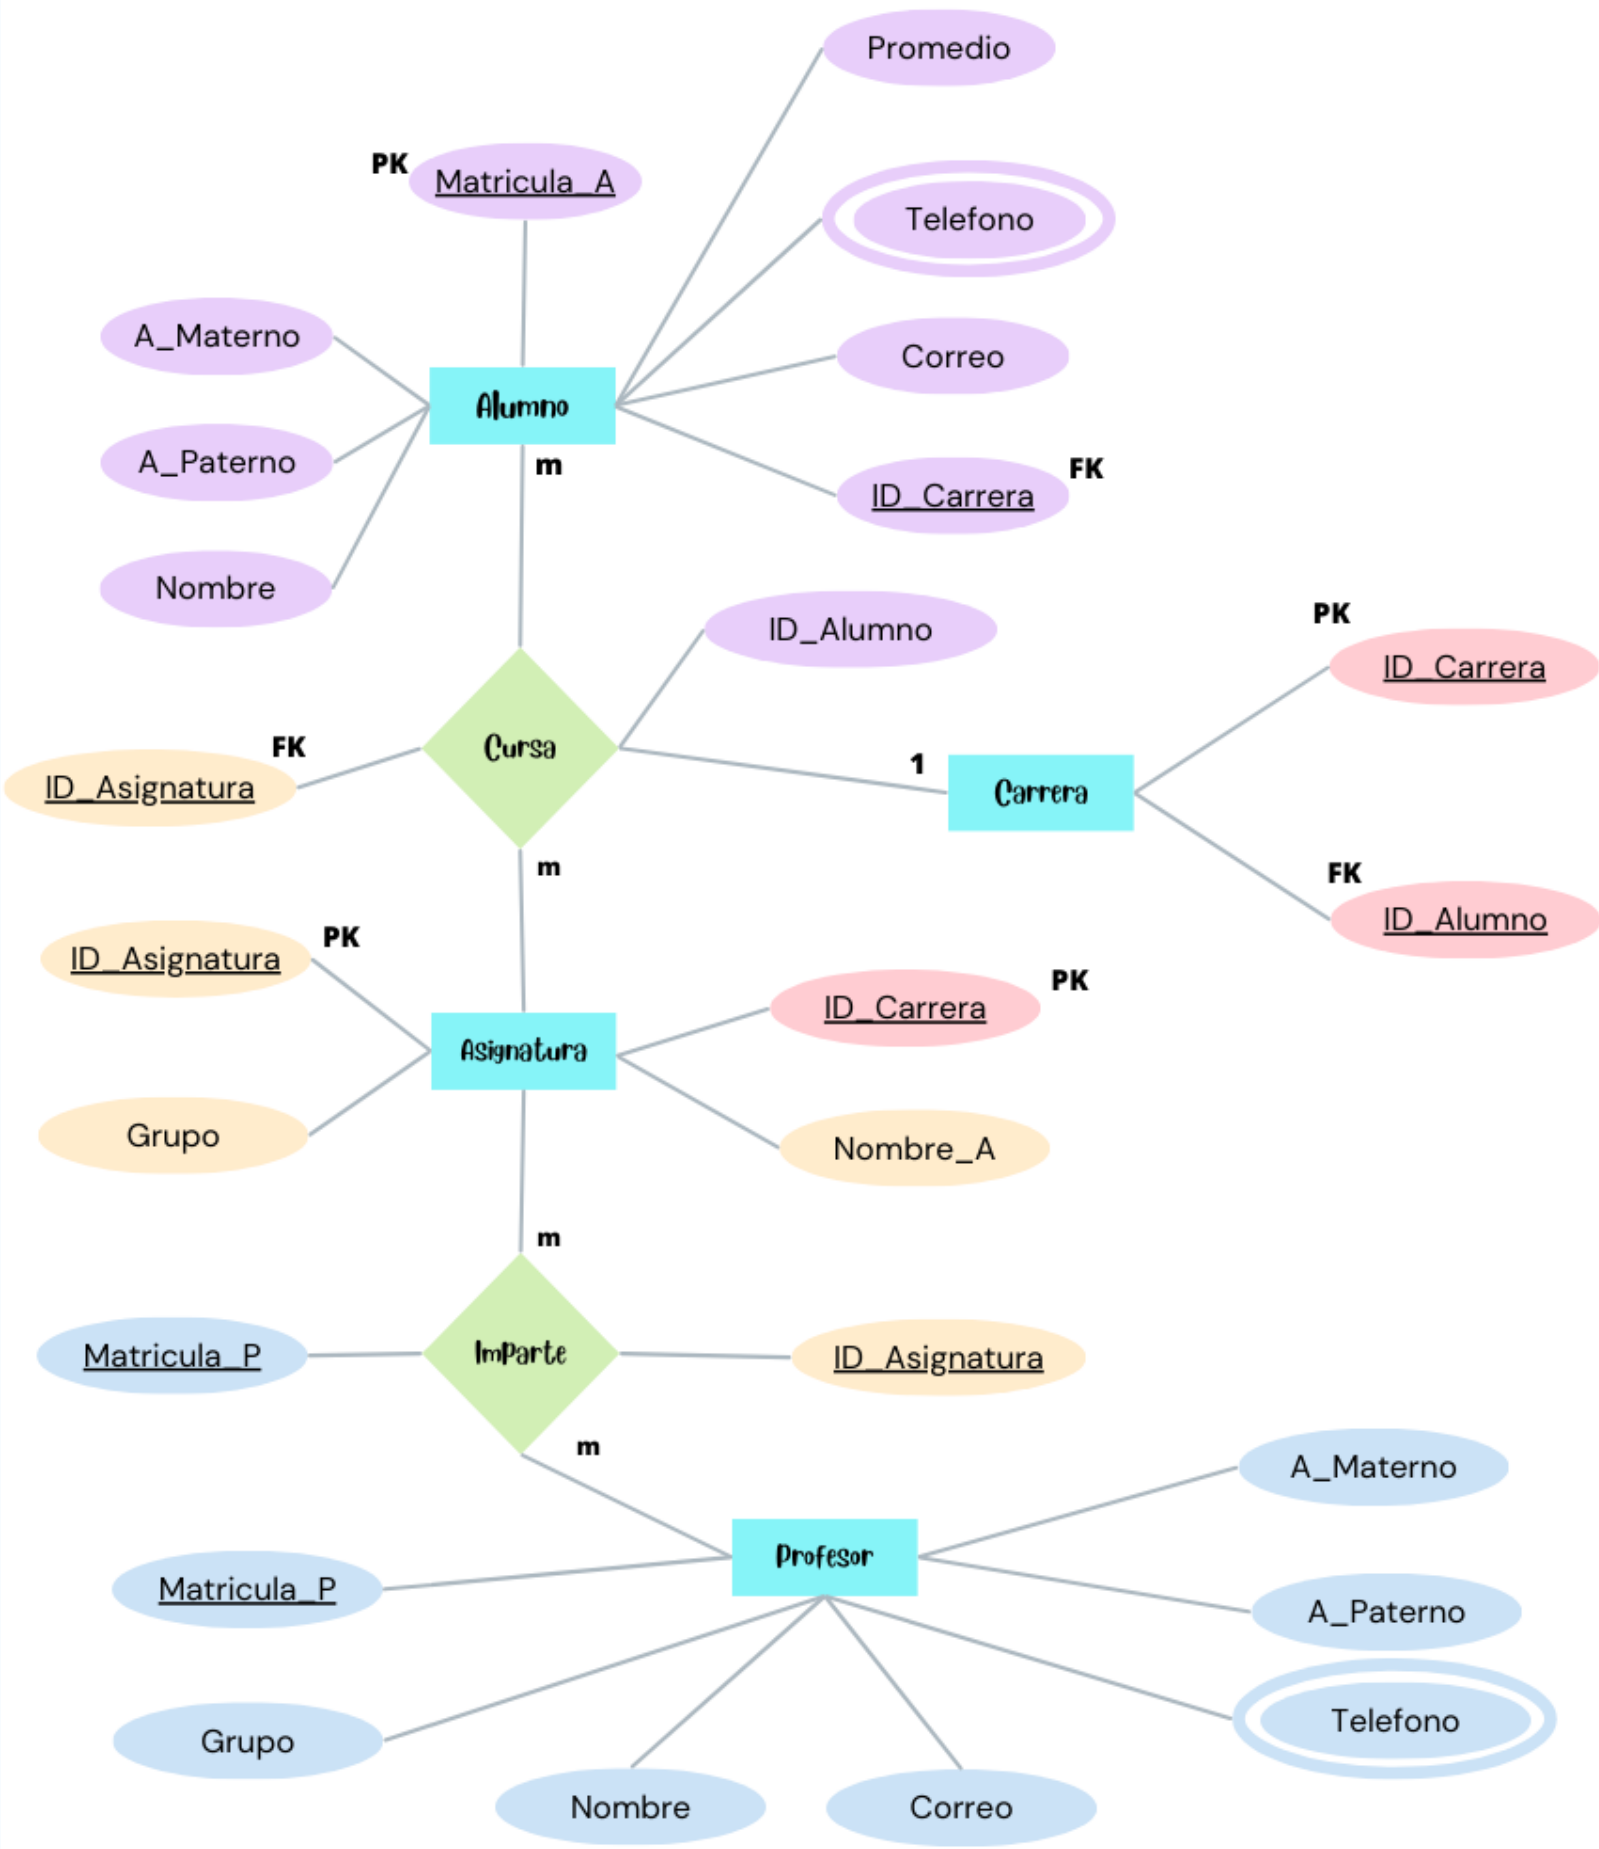 Promedio
PK
Matricula_A
Telefono
A_Materno
Correo
Alumno
A_Paterno
m
FK
ID_Carrera
Nombre
ID_Alumno
PK
ID_Carrera
FK
Cursa
1
ID_Asignatura
Carrera
m
FK
ID_Alumno
PK
ID_Asignatura
PK
ID_Carrera
Asignatura
Grupo
Nombre_A
m
Matricula_P
Imparte
ID_Asignatura
m
A_Materno
Profesor
Matricula_P
A_Paterno
Telefono
Grupo
Nombre
Correo